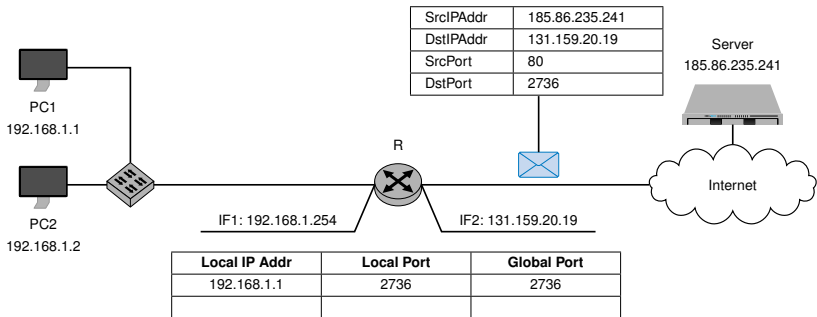 SrcIPAddr 185.86.235.241
DstIPAddr 131.159.20.19
SrcPort 80
DstPort 2736
Server
185.86.235.241
PC1
192.168.1.1
R
Internet
PC2
192.168.1.2
IF1: 192.168.1.254
IF2: 131.159.20.19
Local IP Addr Local Port Global Port
192.168.1.1 2736 2736